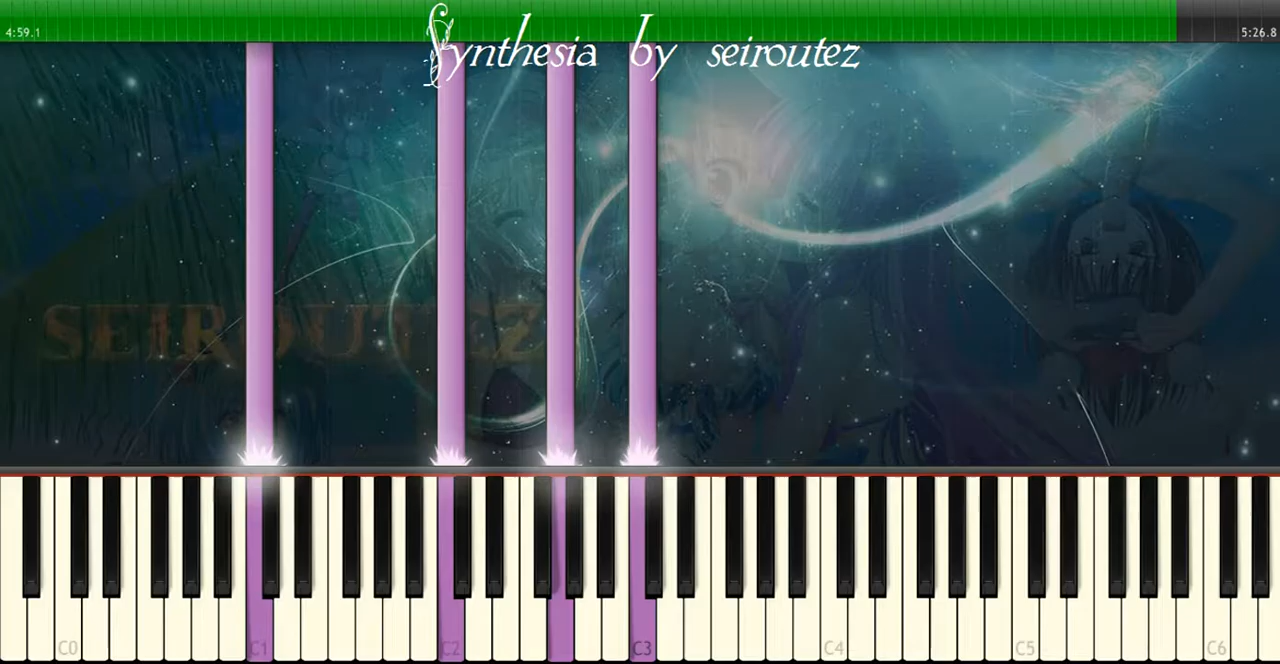 4:59.1
5:26.8
Synthesia by seiroutez
SEIROUTEZ
C0 C1 C2 C3 C4 C5 C6